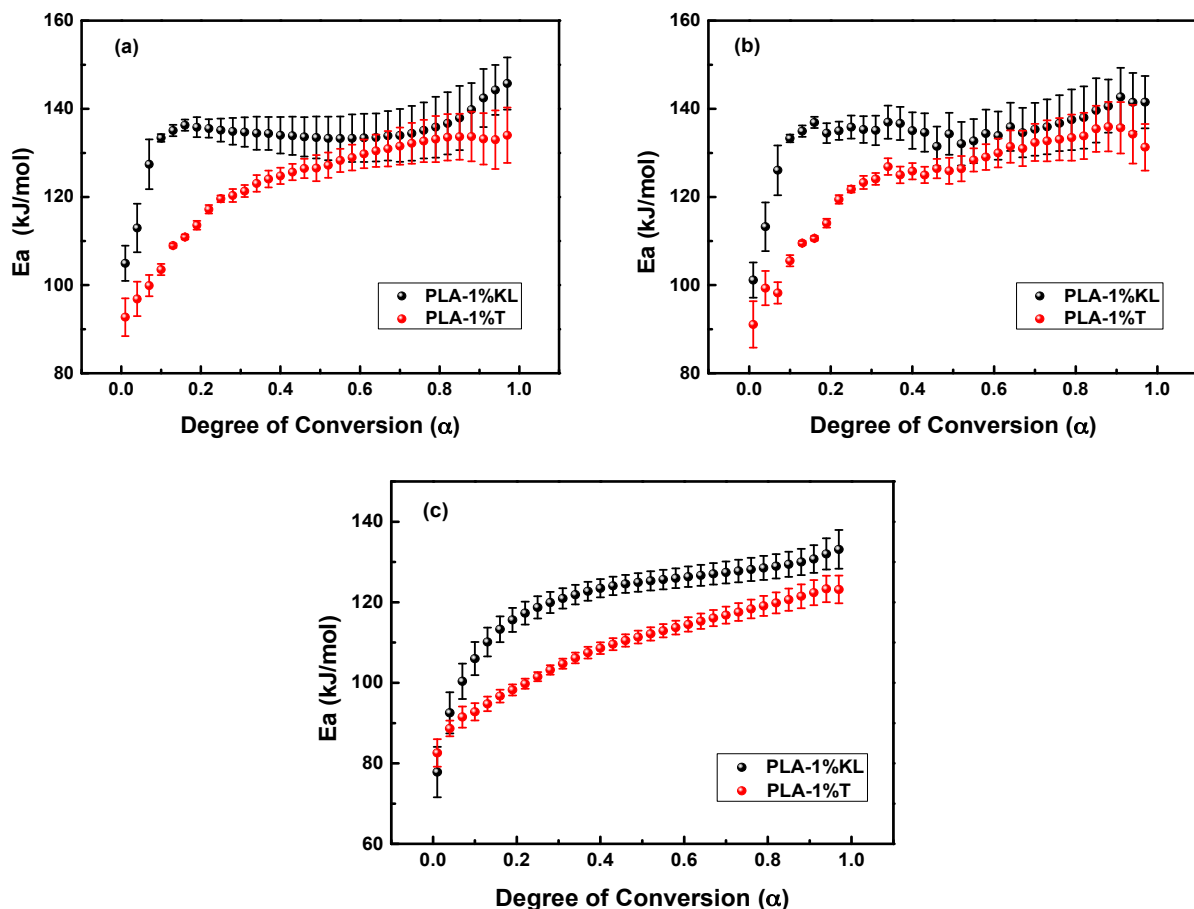 (a)
160
140
120
100
80
Ea (kJ/mol)
PLA-1%KL
PLA-1%T
0.0 0.2 0.4 0.6 0.8 1.0
Degree of Conversion (α)
(b)
160
140
120
100
80
Ea (kJ/mol)
PLA-1%KL
PLA-1%T
0.0 0.2 0.4 0.6 0.8 1.0
Degree of Conversion (α)
(c)
140
120
100
80
60
Ea (kJ/mol)
PLA-1%KL
PLA-1%T
0.0 0.2 0.4 0.6 0.8 1.0
Degree of Conversion (α)